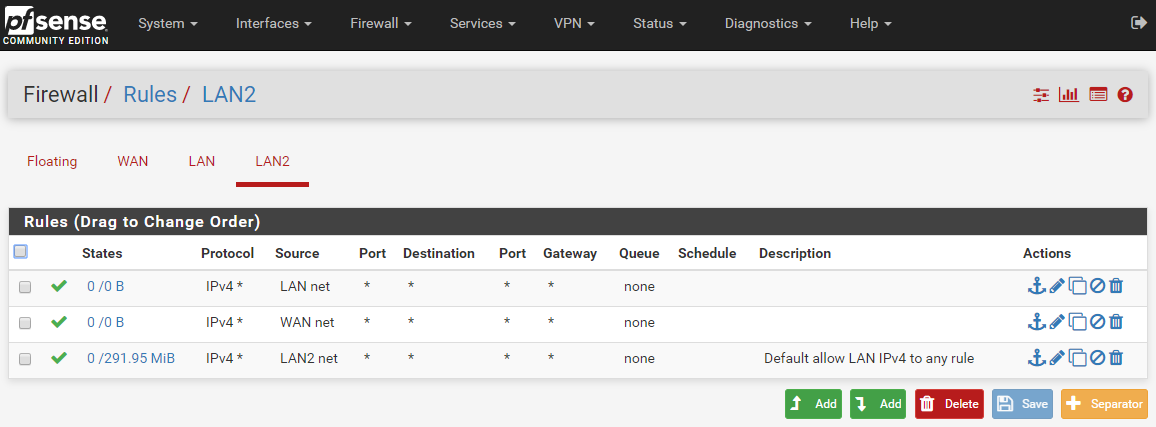 pfsense
COMMUNITY EDITION
System Interfaces Firewall Services VPN Status Diagnostics Help
Firewall / Rules / LAN2
Floating WAN LAN LAN2
Rules (Drag to Change Order)
States Protocol Source Port Destination Port Gateway Queue Schedule Description Actions
0 /0 B IPv4 * LAN net * * * * none
0 /0 B IPv4 * WAN net * * * * none
0 /291.95 MiB IPv4 * LAN2 net * * * * none Default allow LAN IPv4 to any rule
Add Add Delete Save Separator